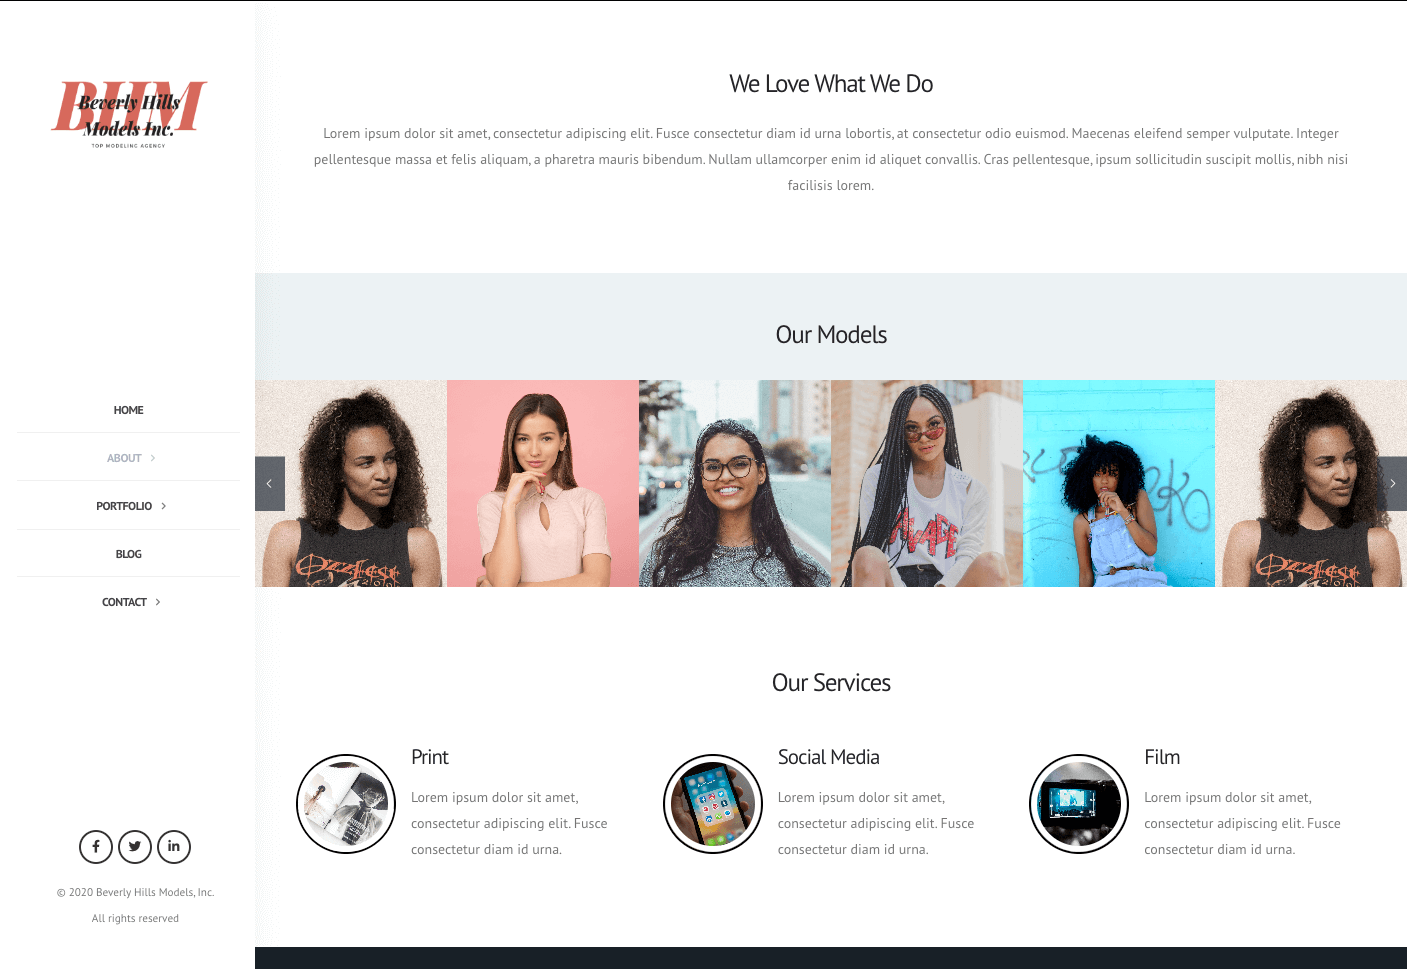 BHM
Beverly Hills
Models Inc.
TOP MODELING AGENCY
HOME
ABOUT
PORTFOLIO
BLOG
CONTACT
© 2020 Beverly Hills Models, Inc.
All rights reserved
We Love What We Do
Lorem ipsum dolor sit amet, consectetur adipiscing elit. Fusce consectetur diam id urna lobortis, at consectetur odio euismod. Maecenas eleifend semper vulputate. Integer
pellentesque massa et felis aliquam, a pharetra mauris bibendum. Nullam ullamcorper enim id aliquet convallis. Cras pellentesque, ipsum sollicitudin suscipit mollis, nibh nisi
facilisis lorem.
Our Models
Ozzfest
Ozzfest
Our Services
Print
Lorem ipsum dolor sit amet,
consectetur adipiscing elit. Fusce
consectetur diam id urna.
Social Media
Lorem ipsum dolor sit amet,
consectetur adipiscing elit. Fusce
consectetur diam id urna.
Film
Lorem ipsum dolor sit amet,
consectetur adipiscing elit. Fusce
consectetur diam id urna.